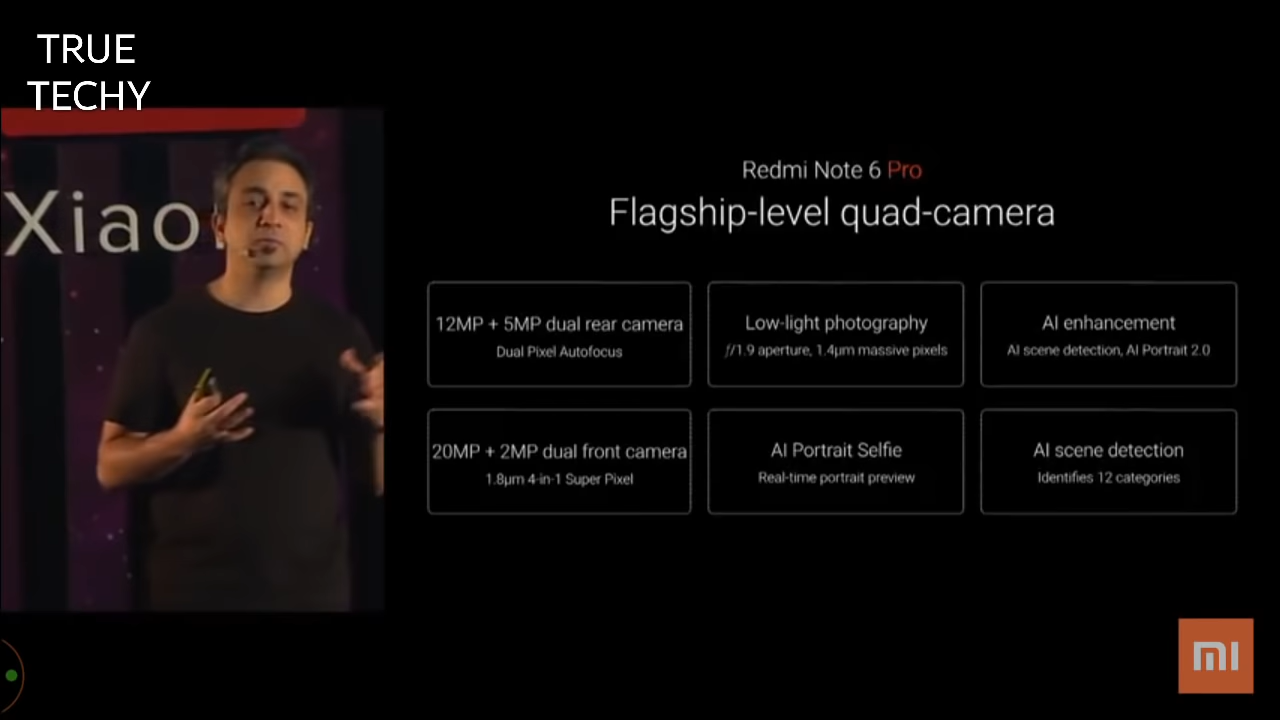 TRUE
TECHY
Xiao
Redmi Note 6 Pro
Flagship-level quad-camera
12MP + 5MP dual rear camera
Dual Pixel Autofocus
Low-light photography
ƒ/1.9 aperture, 1.4μm massive pixels
AI enhancement
AI scene detection, AI Portrait 2.0
20MP + 2MP dual front camera
1.8μm 4-in-1 Super Pixel
AI Portrait Selfie
Real-time portrait preview
AI scene detection
Identifies 12 categories
MI